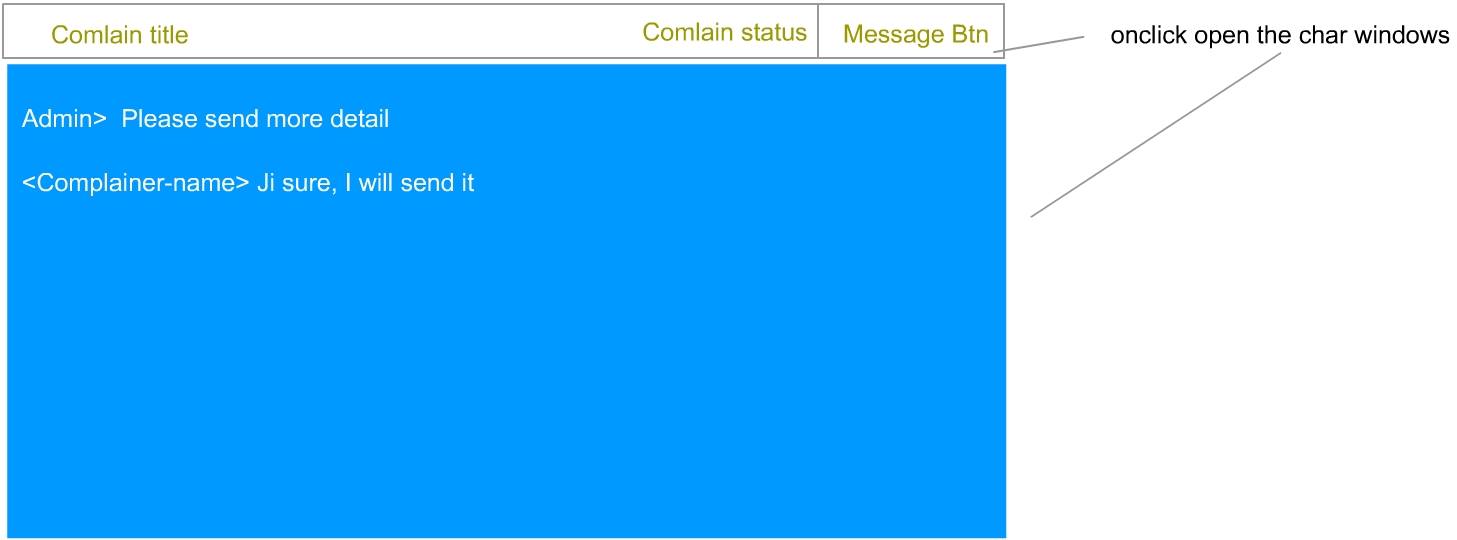 Comlain title
Comlain status
Message Btn
onclick open the char windows
Admin>  Please send more detail
<Complainer-name> Ji sure, I will send it